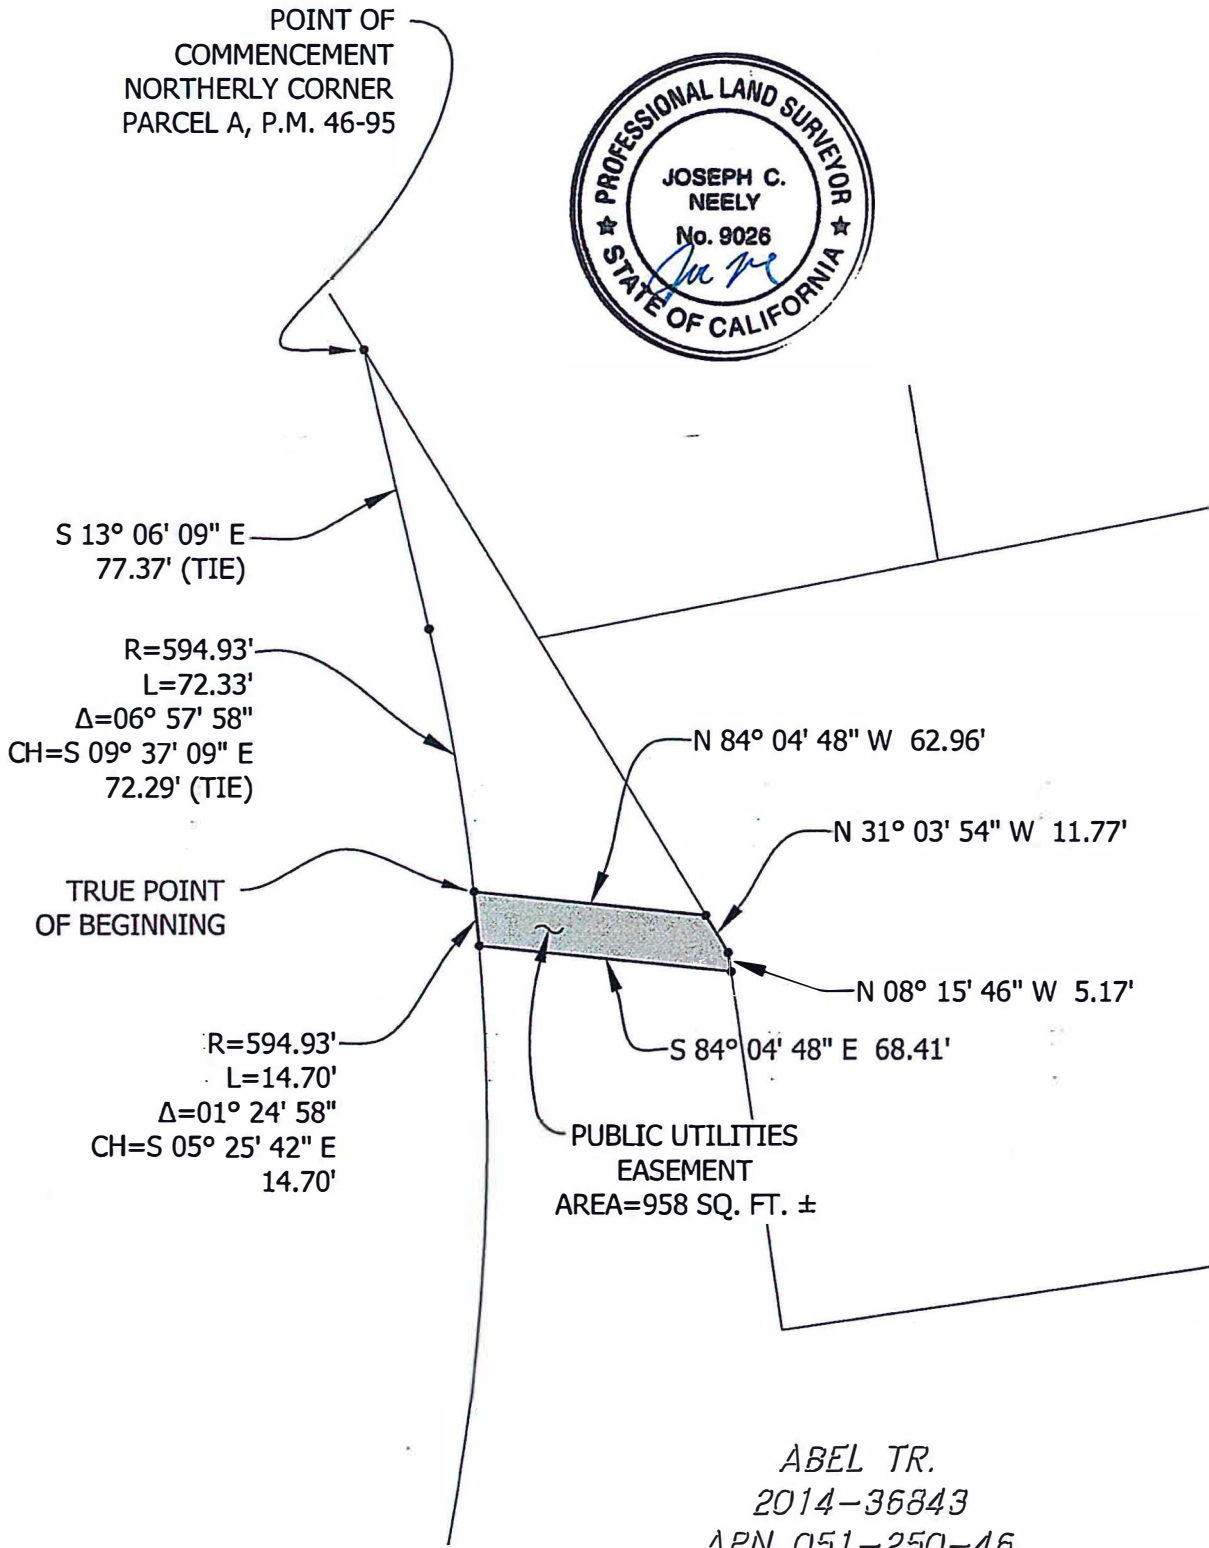 POINT OF
COMMENCEMENT
NORTHERLY CORNER
PARCEL A, P.M. 46-95
PROFESSIONAL LAND SURVEYOR
JOSEPH C.
NEELY
No. 9026
STATE OF CALIFORNIA
S 13° 06' 09" E
77.37' (TIE)
R=594.93'
L=72.33'
Δ=06° 57' 58"
CH=S 09° 37' 09" E
72.29' (TIE)
N 84° 04' 48" W 62.96'
N 31° 03' 54" W 11.77'
TRUE POINT
OF BEGINNING
N 08° 15' 46" W 5.17'
S 84° 04' 48" E 68.41'
R=594.93'
L=14.70'
Δ=01° 24' 58"
CH=S 05° 25' 42" E
14.70'
PUBLIC UTILITIES
EASEMENT
AREA=958 SQ. FT. ±
ABEL TR.
2014-36843
APN 051-250-46